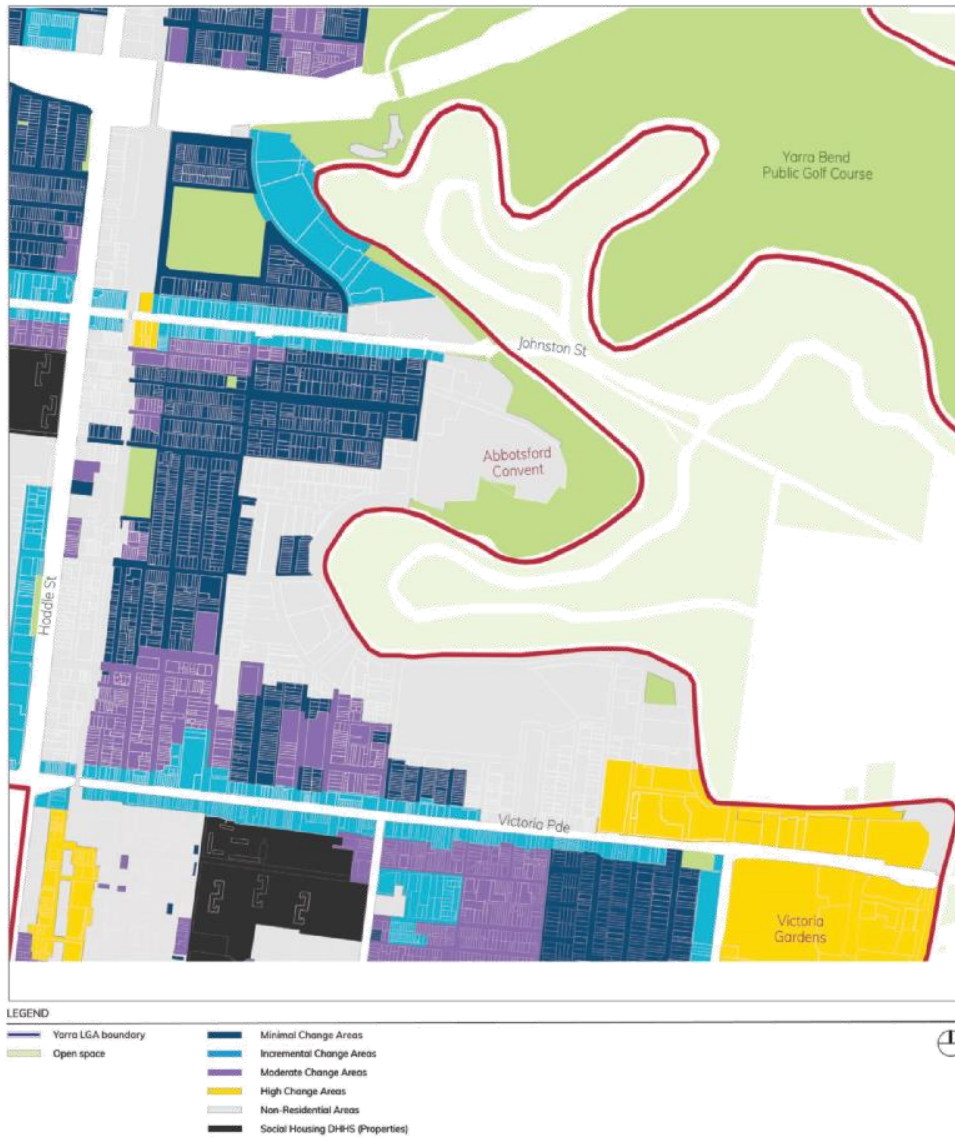 Yarra Bend
Public Golf Course
Johnston St
Abbotsford
Convent
Hoddle St
Victoria Pde
Victoria
Gardens
LEGEND
Yarra LGA boundary
Open space
Minimal Change Areas
Incremental Change Areas
Moderate Change Areas
High Change Areas
Non-Residential Areas
Social Housing DHHS (Properties)